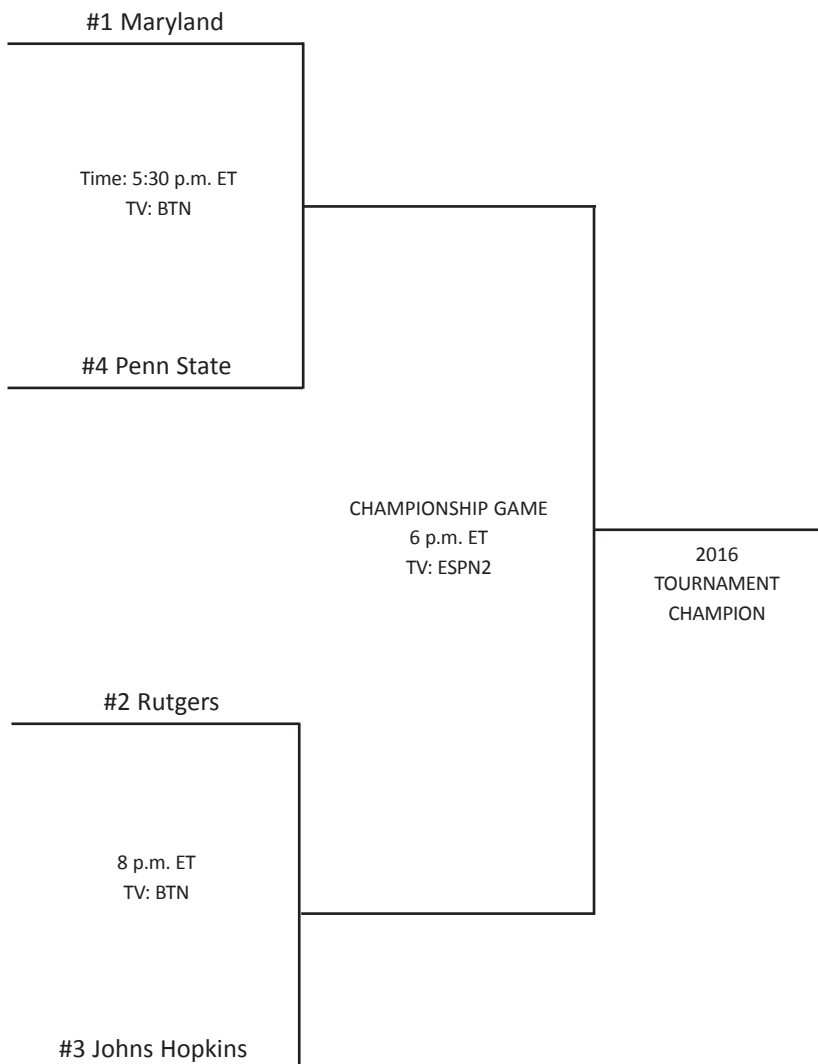 #1 Maryland
Time: 5:30 p.m. ET
TV: BTN
#4 Penn State
CHAMPIONSHIP GAME
6 p.m. ET
TV: ESPN2
2016
TOURNAMENT
CHAMPION
#2 Rutgers
8 p.m. ET
TV: BTN
#3 Johns Hopkins